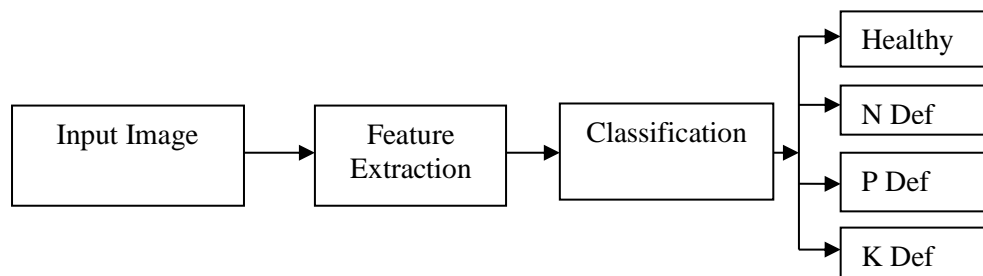 Input Image
Feature
Extraction
Classification
Healthy
N Def
P Def
K Def